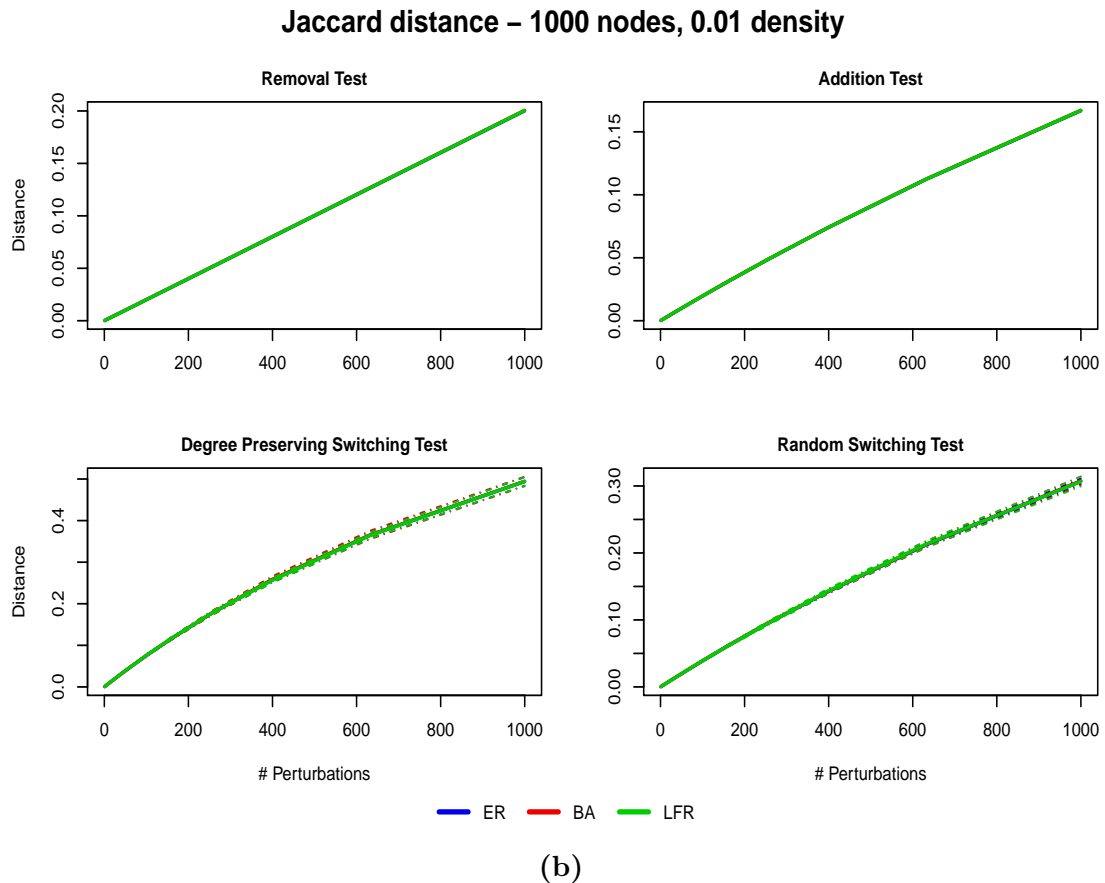 Jaccard distance – 1000 nodes, 0.01 density
Removal Test
Distance
0.00 0.05 0.10 0.15 0.20
0 200 400 600 800 1000
Addition Test
0.00 0.05 0.10 0.15
0 200 400 600 800 1000
Degree Preserving Switching Test
Distance
0.0 0.2 0.4
0 200 400 600 800 1000
# Perturbations
Random Switching Test
0.00 0.10 0.20 0.30
0 200 400 600 800 1000
# Perturbations
ER BA LFR
(b)